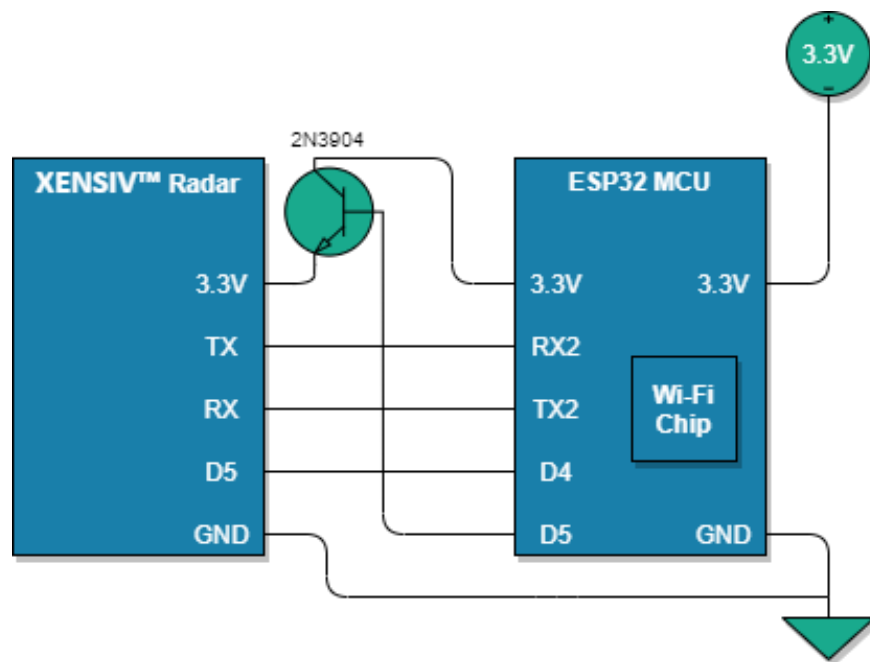 +
3.3V
–
2N3904
XENSIV™ Radar
3.3V
TX
RX
D5
GND
ESP32 MCU
3.3V
3.3V
RX2
TX2
D4
D5
Wi-Fi
Chip
GND